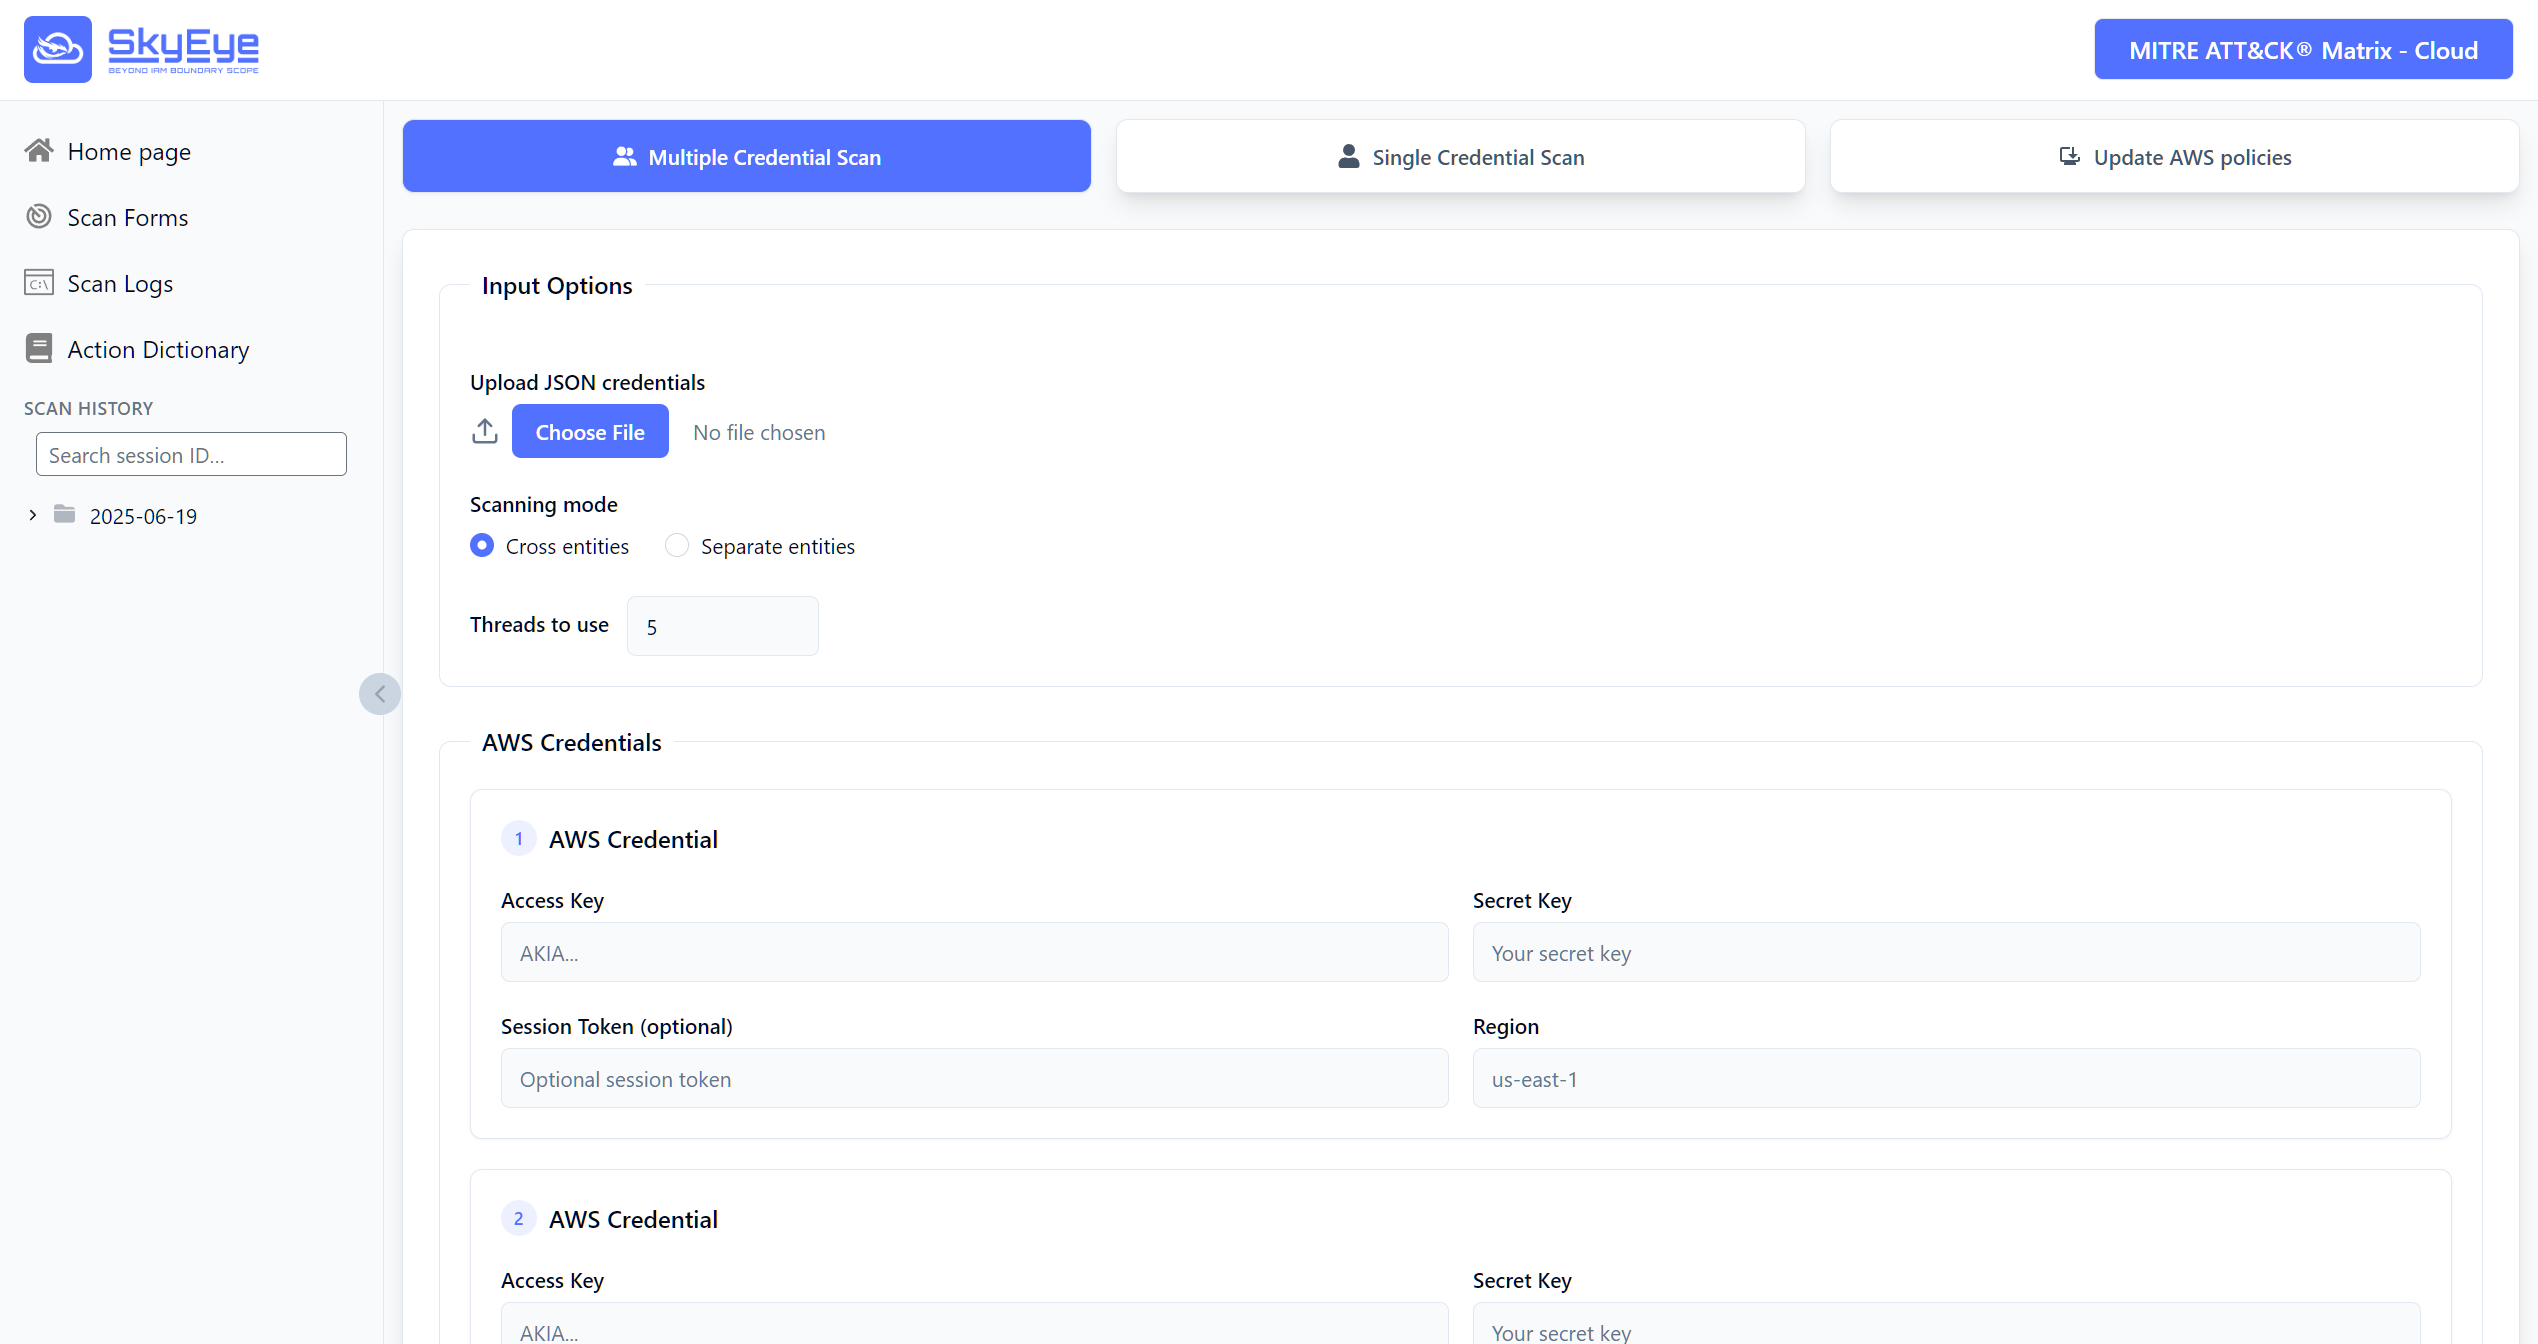 SkyEye
BEYOND IAM BOUNDARY SCOPE
MITRE ATT&CK® Matrix - Cloud
Home page
Scan Forms
Scan Logs
C:\
Action Dictionary
SCAN HISTORY
Search session ID...
2025-06-19
Multiple Credential Scan
Single Credential Scan
Update AWS policies
Input Options
Upload JSON credentials
Choose File No file chosen
Scanning mode
Cross entities Separate entities
Threads to use 5
AWS Credentials
1 AWS Credential
Access Key Secret Key
AKIA... Your secret key
Session Token (optional) Region
Optional session token us-east-1
2 AWS Credential
Access Key Secret Key
AKIA... Your secret key